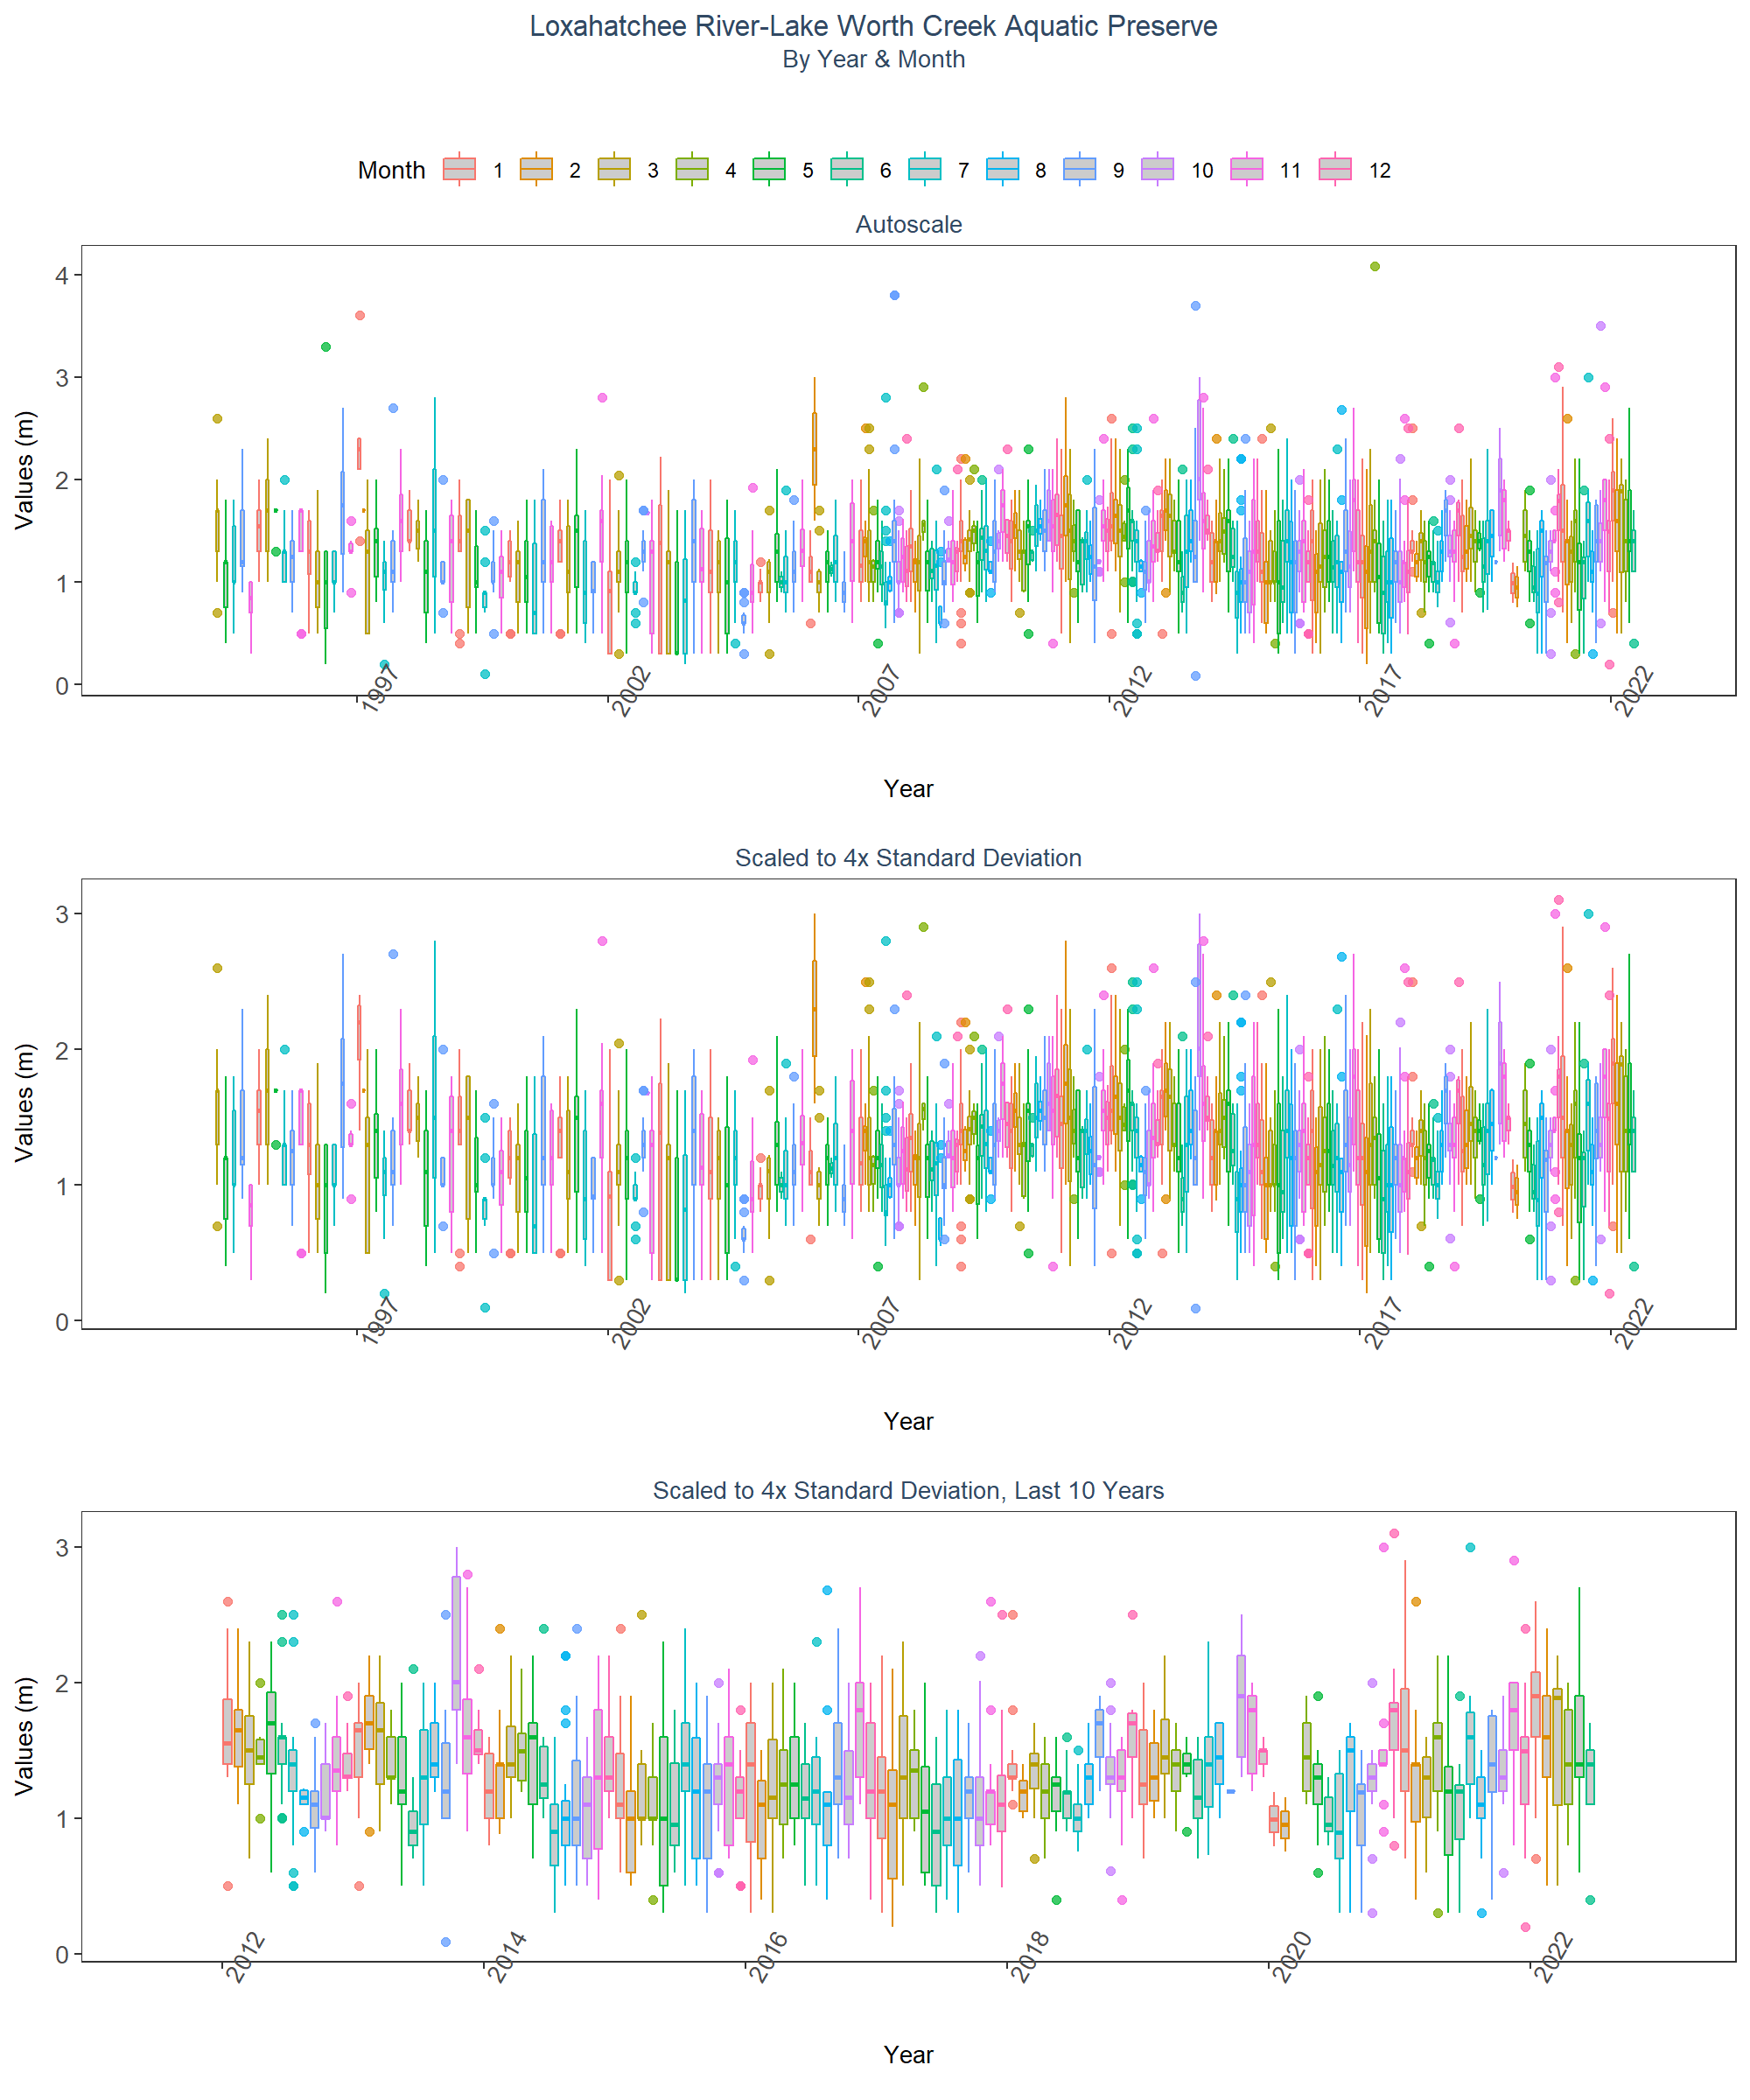 Loxahatchee River-Lake Worth Creek Aquatic Preserve
By Year & Month
Month 1 2 3 4 5 6 7 8 9 10 11 12
Autoscale
Values (m)
4
3
2
1
0
1997 2002 2007 2012 2017 2022
Year
Scaled to 4x Standard Deviation
Values (m)
3
2
1
0
1997 2002 2007 2012 2017 2022
Year
Scaled to 4x Standard Deviation, Last 10 Years
Values (m)
3
2
1
0
2012 2014 2016 2018 2020 2022
Year